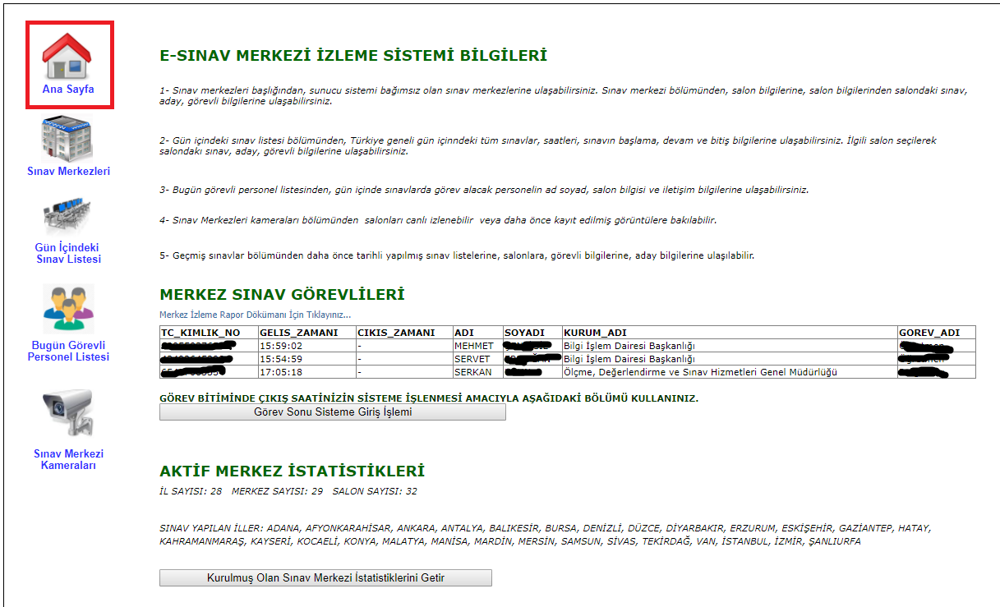 Ana Sayfa
Sınav Merkezleri
Gün İçindeki
Sınav Listesi
Bugün Görevli
Personel Listesi
Sınav Merkezi
Kameraları
E-SINAV MERKEZİ İZLEME SİSTEMİ BİLGİLERİ
1- Sınav merkezleri başlığından, sunucu sistemi bağımsız olan sınav merkezlerine ulaşabilirsiniz. Sınav merkezi bölümünden, salon bilgilerine, salon bilgilerinden salondaki sınav,
aday, görevli bilgilerine ulaşabilirsiniz.
2- Gün içindeki sınav listesi bölümünden, Türkiye geneli gün içinndeki tüm sınavlar, saatleri, sınavın başlama, devam ve bitiş bilgilerine ulaşabilirsiniz. İlgili salon seçilerek
salondakı sınav, aday, görevli bilgilerine ulaşabilirsiniz.
3- Bugün görevli personel listesinden, gün içinde sınavlarda görev alacak personelin ad soyad, salon bilgisi ve iletişim bilgilerine ulaşabilirsiniz.
4- Sınav Merkezleri kameraları bölümünden salonları canlı izlenebilir veya daha önce kayıt edilmiş görüntülere bakılabilir.
5- Geçmiş sınavlar bölümünden daha önce tarihli yapılmış sınav listelerine, salonlara, görevli bilgilerine, aday bilgilerine ulaşılabilir.
MERKEZ SINAV GÖREVLİLERİ
Merkez İzleme Rapor Dökümanı İçin Tıklayınız...
TC_KIMLIK_NO GELIS_ZAMANI CIKIS_ZAMANI ADI SOYADI KURUM_ADI GOREV_ADI
15:59:02 - MEHMET Bilgi İşlem Dairesi Başkanlığı
15:54:59 - SERVET Bilgi İşlem Dairesi Başkanlığı
17:05:18 - SERKAN Ölçme, Değerlendirme ve Sınav Hizmetleri Genel Müdürlüğü
GÖREV BİTİMİNDE ÇIKIŞ SAATİNİZİN SİSTEME İŞLENMESİ AMACIYLA AŞAĞIDAKİ BÖLÜMÜ KULLANINIZ.
Görev Sonu Sisteme Giriş İşlemi
AKTİF MERKEZ İSTATİSTİKLERİ
İL SAYISI: 28 MERKEZ SAYISI: 29 SALON SAYISI: 32
SINAV YAPILAN İLLER: ADANA, AFYONKARAHİSAR, ANKARA, ANTALYA, BALIKESİR, BURSA, DENİZLİ, DÜZCE, DİYARBAKIR, ERZURUM, ESKİŞEHİR, GAZİANTEP, HATAY,
KAHRAMANMARAŞ, KAYSERİ, KOCAELİ, KONYA, MALATYA, MANİSA, MARDİN, MERSİN, SAMSUN, SİVAS, TEKİRDAĞ, VAN, İSTANBUL, İZMİR, ŞANLIURFA
Kurulmuş Olan Sınav Merkezi İstatistiklerini Getir